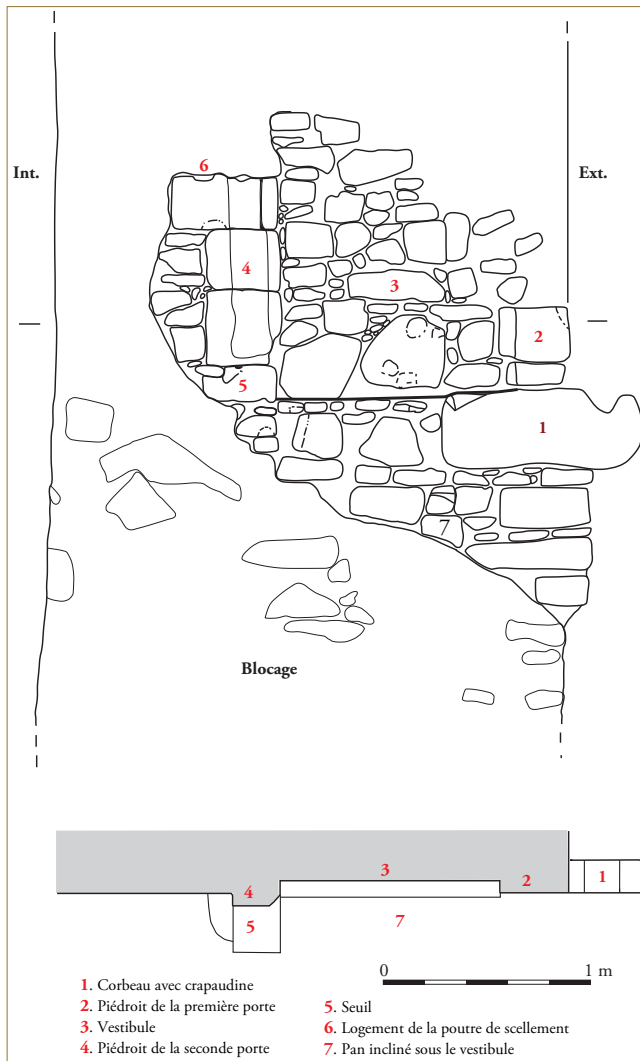 6
Int.
Ext.
4
3
2
5
1
7
Blocage
3
4
2
1
5
7
0
1 m
1. Corbeau avec crapaudine
2. Piédroit de la première porte
3. Vestibule
4. Piédroit de la seconde porte
5. Seuil
6. Logement de la poutre de scellement
7. Pan incliné sous le vestibule